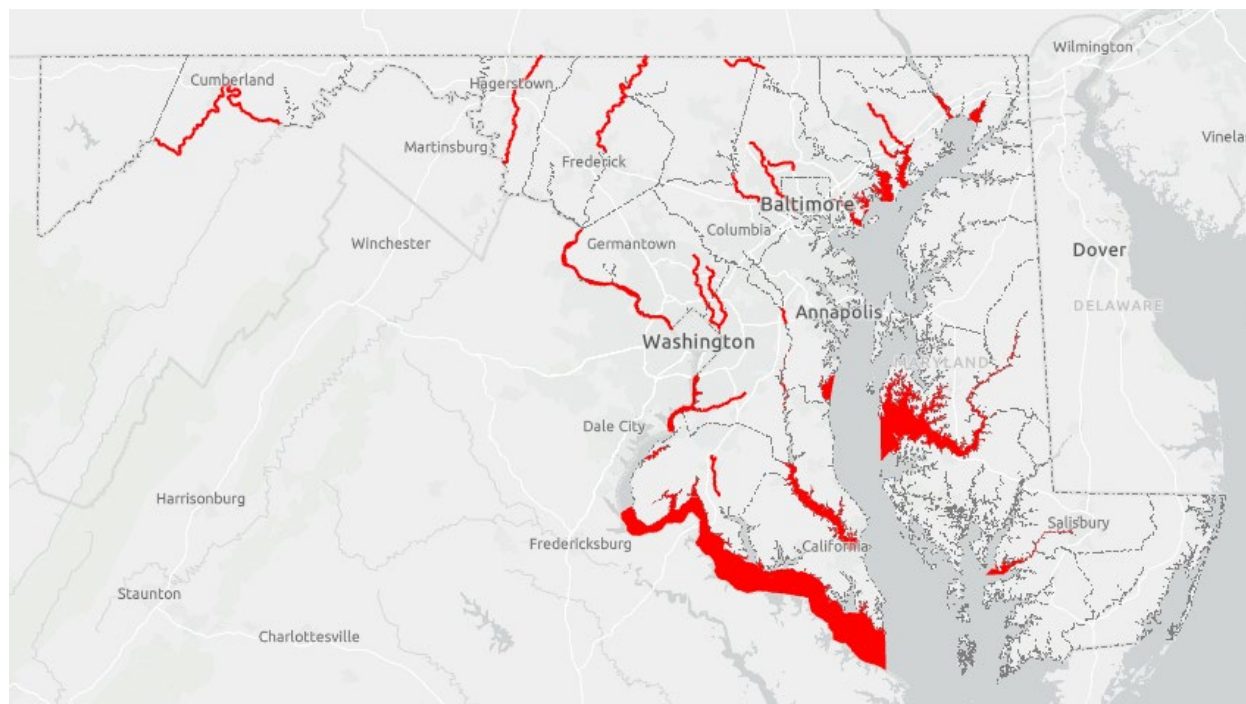 Wilmington
Cumberland
Hagerstown
Vinela
Martinsburg
Frederick
Baltimore
Columbia
Winchester
Germantown
Dover
DELAWARE
Annapolis
Washington
MARYLAND
Dale City
Harrisonburg
Salisbury
Fredericksburg
California
Staunton
Charlottesville